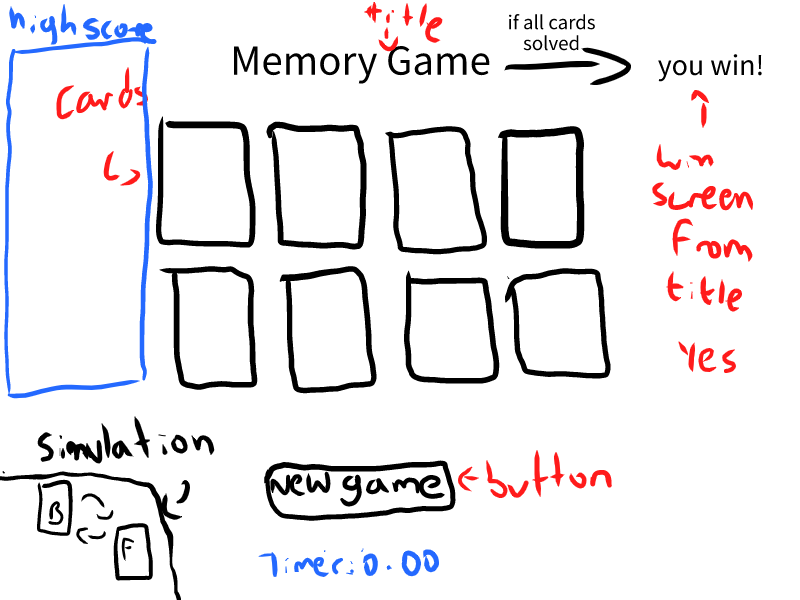 highscore
title
if all cards
solved
Memory Game
you win!
Cards
win
screen
From
title
Yes
Simulation
B
F
New game
button
Timer: 0.00